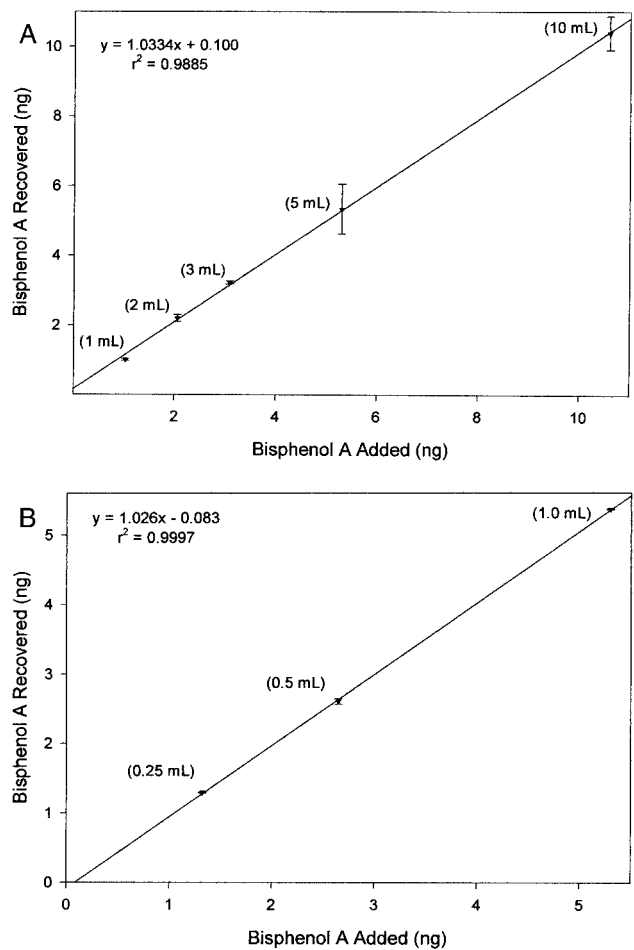 A
y = 1.0334x + 0.100
r² = 0.9885
Bisphenol A Recovered (ng)
10
8
6
4
2
(10 mL)
(5 mL)
(3 mL)
(2 mL)
(1 mL)
2 4 6 8 10
Bisphenol A Added (ng)
B
y = 1.026x - 0.083
r² = 0.9997
Bisphenol A Recovered (ng)
5
4
3
2
1
0
(1.0 mL)
(0.5 mL)
(0.25 mL)
0 1 2 3 4 5
Bisphenol A Added (ng)